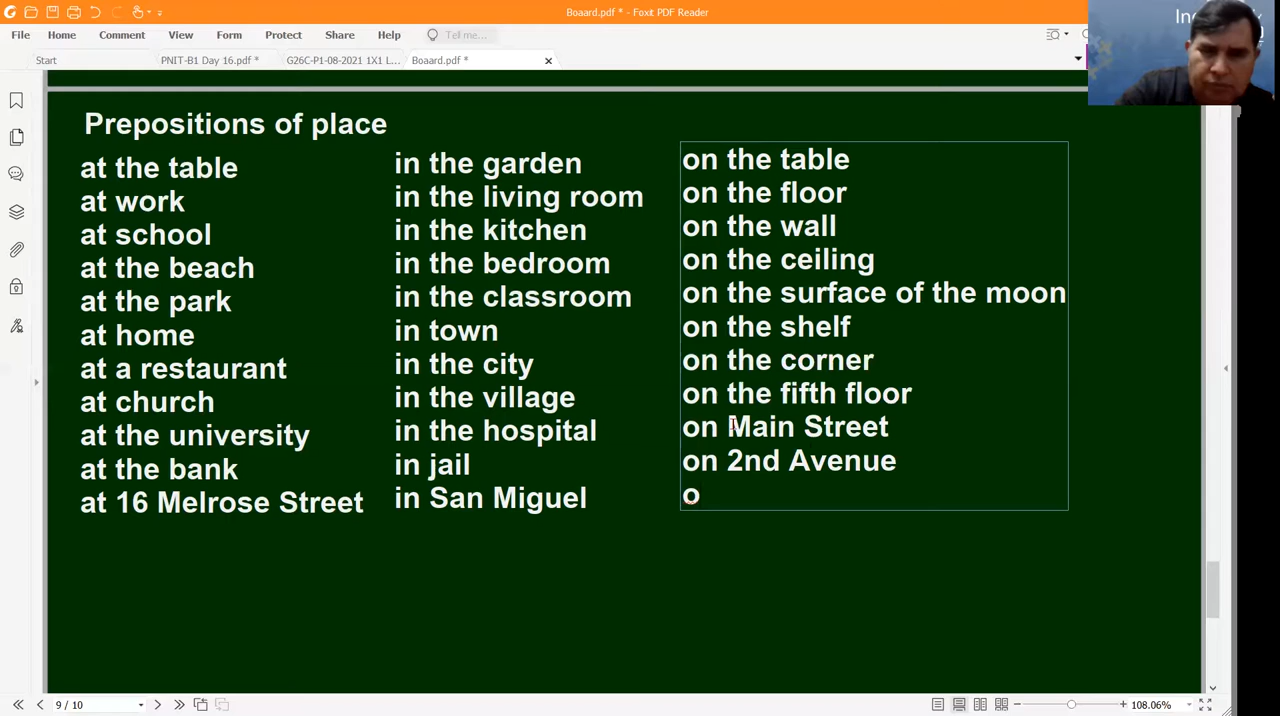 Boaard.pdf * - Foxit PDF Reader
File Home Comment View Form Protect Share Help Tell me...
Start PNIT-B1 Day 16.pdf * G26C-P1-08-2021 1X1 L... Boaard.pdf *
Prepositions of place
at the table
at work
at school
at the beach
at the park
at home
at a restaurant
at church
at the university
at the bank
at 16 Melrose Street
in the garden
in the living room
in the kitchen
in the bedroom
in the classroom
in town
in the city
in the village
in the hospital
in jail
in San Miguel
on the table
on the floor
on the wall
on the ceiling
on the surface of the moon
on the shelf
on the corner
on the fifth floor
on Main Street
on 2nd Avenue
o
9 / 10
108.06%